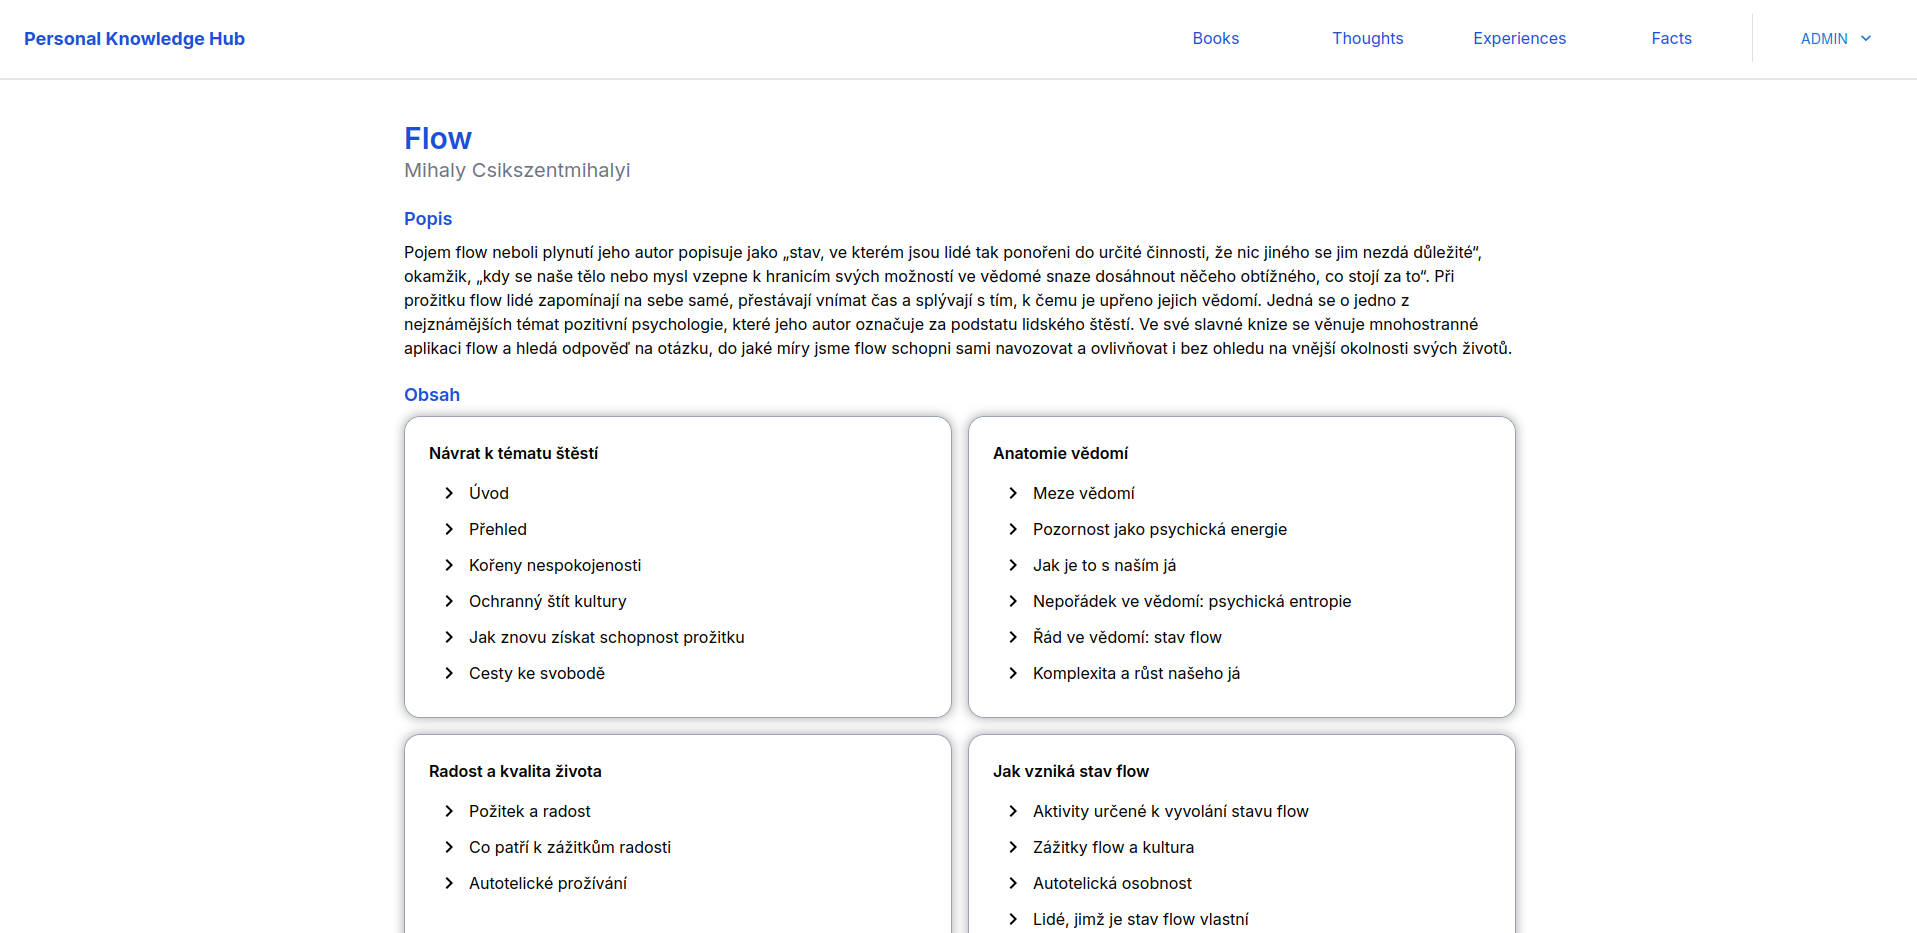 Personal Knowledge Hub
Books
Thoughts
Experiences
Facts
ADMIN
Flow
Mihaly Csikszentmihalyi
Popis
Pojem flow neboli plynutí jeho autor popisuje jako „stav, ve kterém jsou lidé tak ponořeni do určité činnosti, že nic jiného se jim nezdá důležité“,
okamžik, „kdy se naše tělo nebo mysl vzepne k hranicím svých možností ve vědomé snaze dosáhnout něčeho obtížného, co stojí za to“. Při
prožitku flow lidé zapomínají na sebe samé, přestávají vnímat čas a splývají s tím, k čemu je upřeno jejich vědomí. Jedná se o jedno z
nejznámějších témat pozitivní psychologie, které jeho autor označuje za podstatu lidského štěstí. Ve své slavné knize se věnuje mnohostranné
aplikaci flow a hledá odpověď na otázku, do jaké míry jsme flow schopni sami navozovat a ovlivňovat i bez ohledu na vnější okolnosti svých životů.
Obsah
Návrat k tématu štěstí
Úvod
Přehled
Kořeny nespokojenosti
Ochranný štít kultury
Jak znovu získat schopnost prožitku
Cesty ke svobodě
Anatomie vědomí
Meze vědomí
Pozornost jako psychická energie
Jak je to s naším já
Nepořádek ve vědomí: psychická entropie
Řád ve vědomí: stav flow
Komplexita a růst našeho já
Radost a kvalita života
Požitek a radost
Co patří k zážitkům radosti
Autotelické prožívání
Jak vzniká stav flow
Aktivity určené k vyvolání stavu flow
Zážitky flow a kultura
Autotelická osobnost
Lidé, jimž je stav flow vlastní